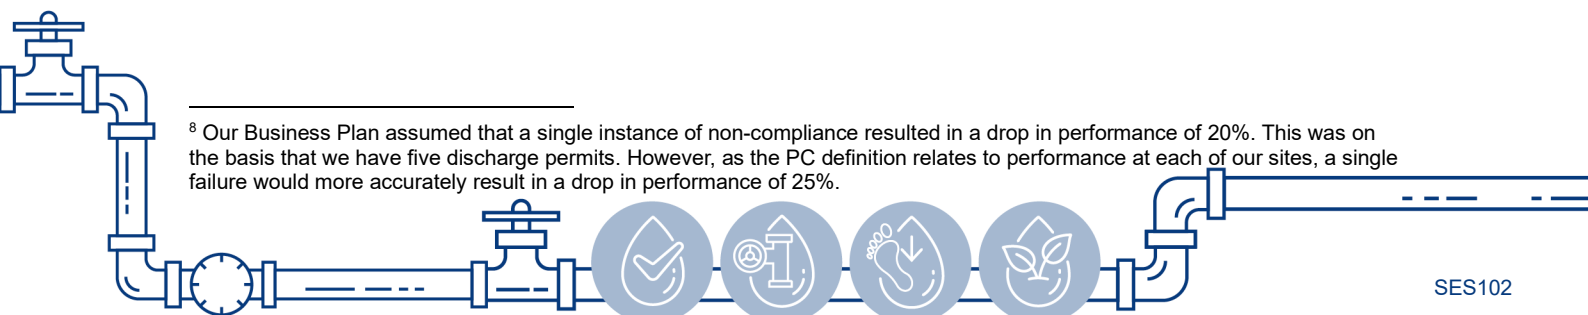 8 Our Business Plan assumed that a single instance of non-compliance resulted in a drop in performance of 20%. This was on
the basis that we have five discharge permits. However, as the PC definition relates to performance at each of our sites, a single
failure would more accurately result in a drop in performance of 25%.
SES102